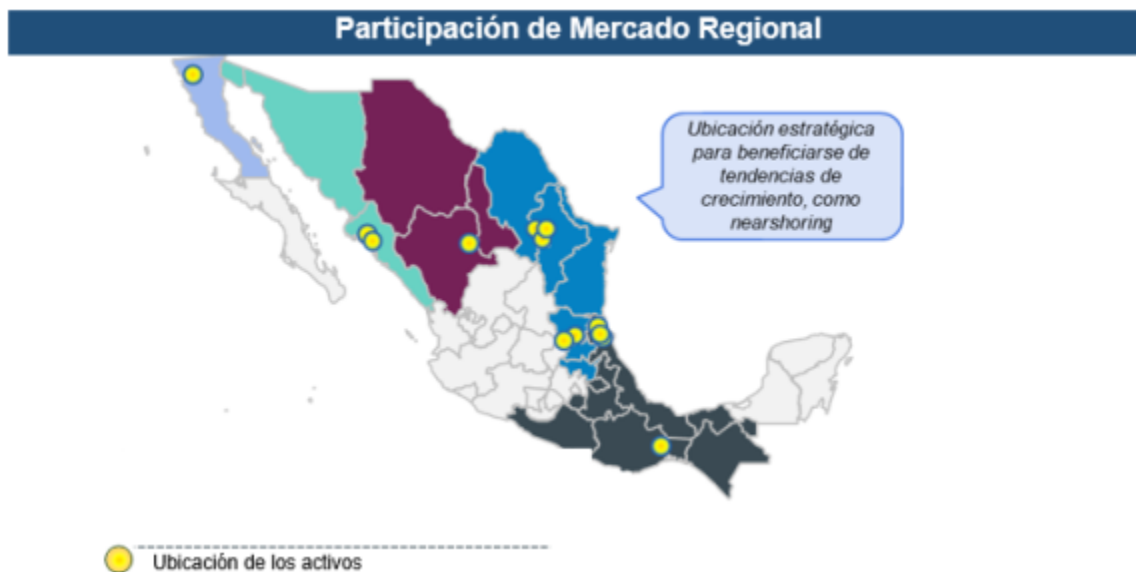 Participación de Mercado Regional
Ubicación estratégica
para beneficiarse de
tendencias de
crecimiento, como
nearshoring
Ubicación de los activos